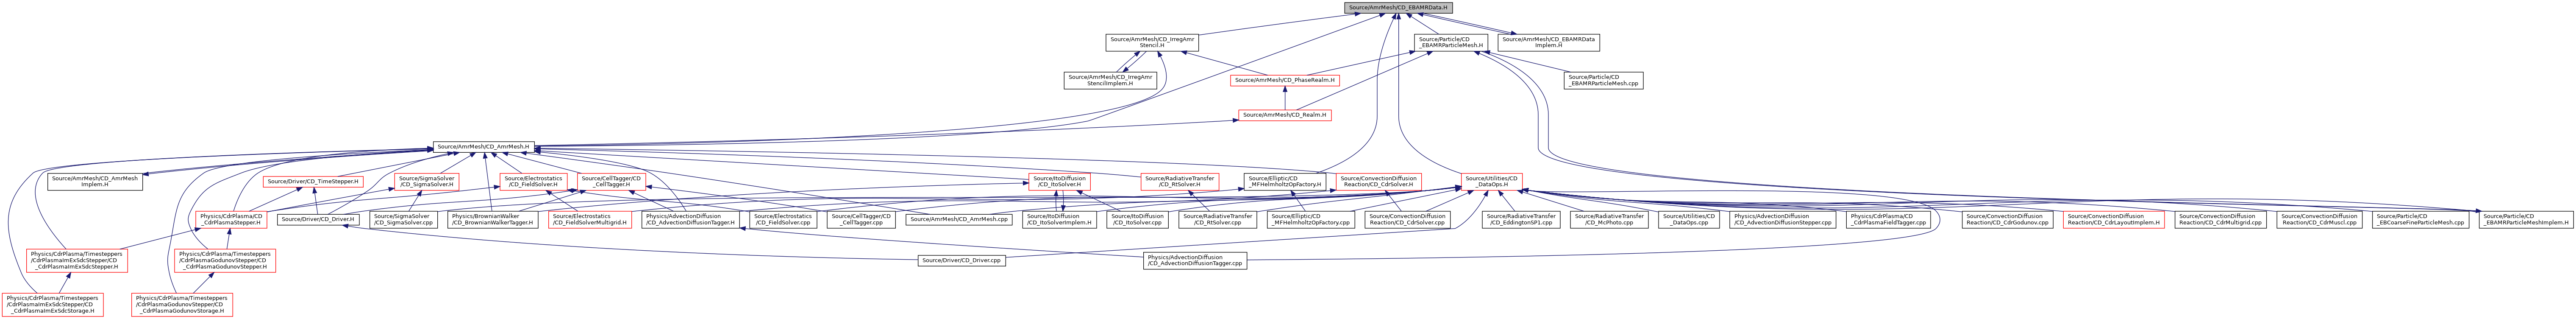 Source/AmrMesh/CD_EBAMRData.H
Source/AmrMesh/CD_IrregAmr
Stencil.H
Source/Particle/CD
_EBAMRParticleMesh.H
Source/AmrMesh/CD_EBAMRData
Implem.H
Source/AmrMesh/CD_IrregAmr
StencilImplem.H
Source/AmrMesh/CD_PhaseRealm.H
Source/Particle/CD
_EBAMRParticleMesh.cpp
Source/AmrMesh/CD_Realm.H
Source/AmrMesh/CD_AmrMesh.H
Source/AmrMesh/CD_AmrMesh
Implem.H
Source/Driver/CD_TimeStepper.H
Source/SigmaSolver
/CD_SigmaSolver.H
Source/Electrostatics
/CD_FieldSolver.H
Source/CellTagger/CD
_CellTagger.H
Source/ItoDiffusion
/CD_ItoSolver.H
Source/RadiativeTransfer
/CD_RtSolver.H
Source/Elliptic/CD
_MFHelmholtzOpFactory.H
Source/ConvectionDiffusion
Reaction/CD_CdrSolver.H
Source/Utilities/CD
_DataOps.H
Physics/CdrPlasma/CD
_CdrPlasmaStepper.H
Source/Driver/CD_Driver.H
Source/SigmaSolver
/CD_SigmaSolver.cpp
Physics/BrownianWalker
/CD_BrownianWalkerTagger.H
Source/Electrostatics
/CD_FieldSolverMultigrid.H
Physics/AdvectionDiffusion
/CD_AdvectionDiffusionTagger.H
Source/Electrostatics
/CD_FieldSolver.cpp
Source/CellTagger/CD
_CellTagger.cpp
Source/AmrMesh/CD_AmrMesh.cpp
Source/ItoDiffusion
/CD_ItoSolverImplem.H
Source/ItoDiffusion
/CD_ItoSolver.cpp
Source/RadiativeTransfer
/CD_RtSolver.cpp
Source/Elliptic/CD
_MFHelmholtzOpFactory.cpp
Source/ConvectionDiffusion
Reaction/CD_CdrSolver.cpp
Source/RadiativeTransfer
/CD_EddingtonSP1.cpp
Source/RadiativeTransfer
/CD_McPhoto.cpp
Source/Utilities/CD
_DataOps.cpp
Physics/AdvectionDiffusion
/CD_AdvectionDiffusionStepper.cpp
Physics/CdrPlasma/CD
_CdrPlasmaFieldTagger.cpp
Source/ConvectionDiffusion
Reaction/CD_CdrGodunov.cpp
Source/ConvectionDiffusion
Reaction/CD_CdrLayoutImplem.H
Source/ConvectionDiffusion
Reaction/CD_CdrMultigrid.cpp
Source/ConvectionDiffusion
Reaction/CD_CdrMuscl.cpp
Source/Particle/CD
_EBCoarseFineParticleMesh.cpp
Source/Particle/CD
_EBAMRParticleMeshImplem.H
Physics/CdrPlasma/Timesteppers
/CdrPlasmaImExSdcStepper/CD
_CdrPlasmaImExSdcStepper.H
Physics/CdrPlasma/Timesteppers
/CdrPlasmaGodunovStepper/CD
_CdrPlasmaGodunovStepper.H
Source/Driver/CD_Driver.cpp
Physics/AdvectionDiffusion
/CD_AdvectionDiffusionTagger.cpp
Physics/CdrPlasma/Timesteppers
/CdrPlasmaImExSdcStepper/CD
_CdrPlasmaImExSdcStorage.H
Physics/CdrPlasma/Timesteppers
/CdrPlasmaGodunovStepper/CD
_CdrPlasmaGodunovStorage.H